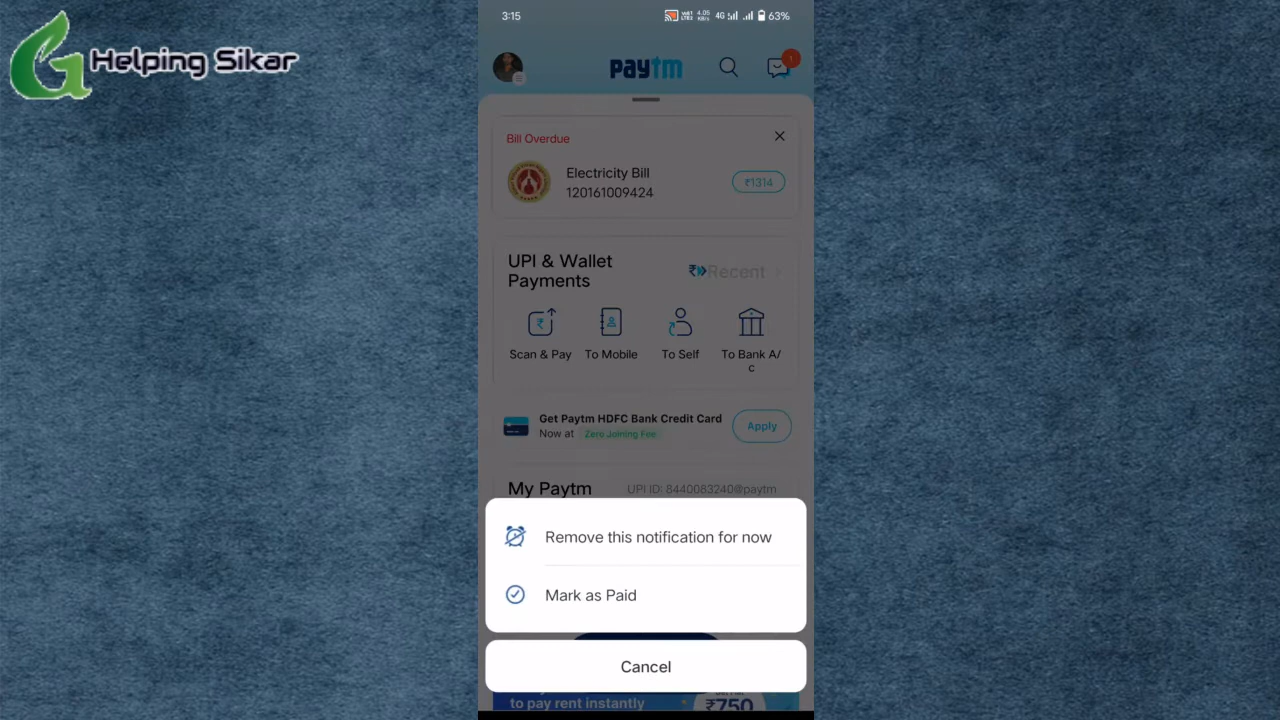 Helping Sikar
3:15
4G
63%
paytm
1
Bill Overdue
Electricity Bill
120161009424
₹1314
UPI & Wallet
Payments
Recent
Scan & Pay
To Mobile
To Self
To Bank A/
c
Get Paytm HDFC Bank Credit Card
Now at Zero Joining Fee
Apply
My Paytm
UPI ID: 8440083240@paytm
Remove this notification for now
Mark as Paid
Cancel
to pay rent instantly
₹750